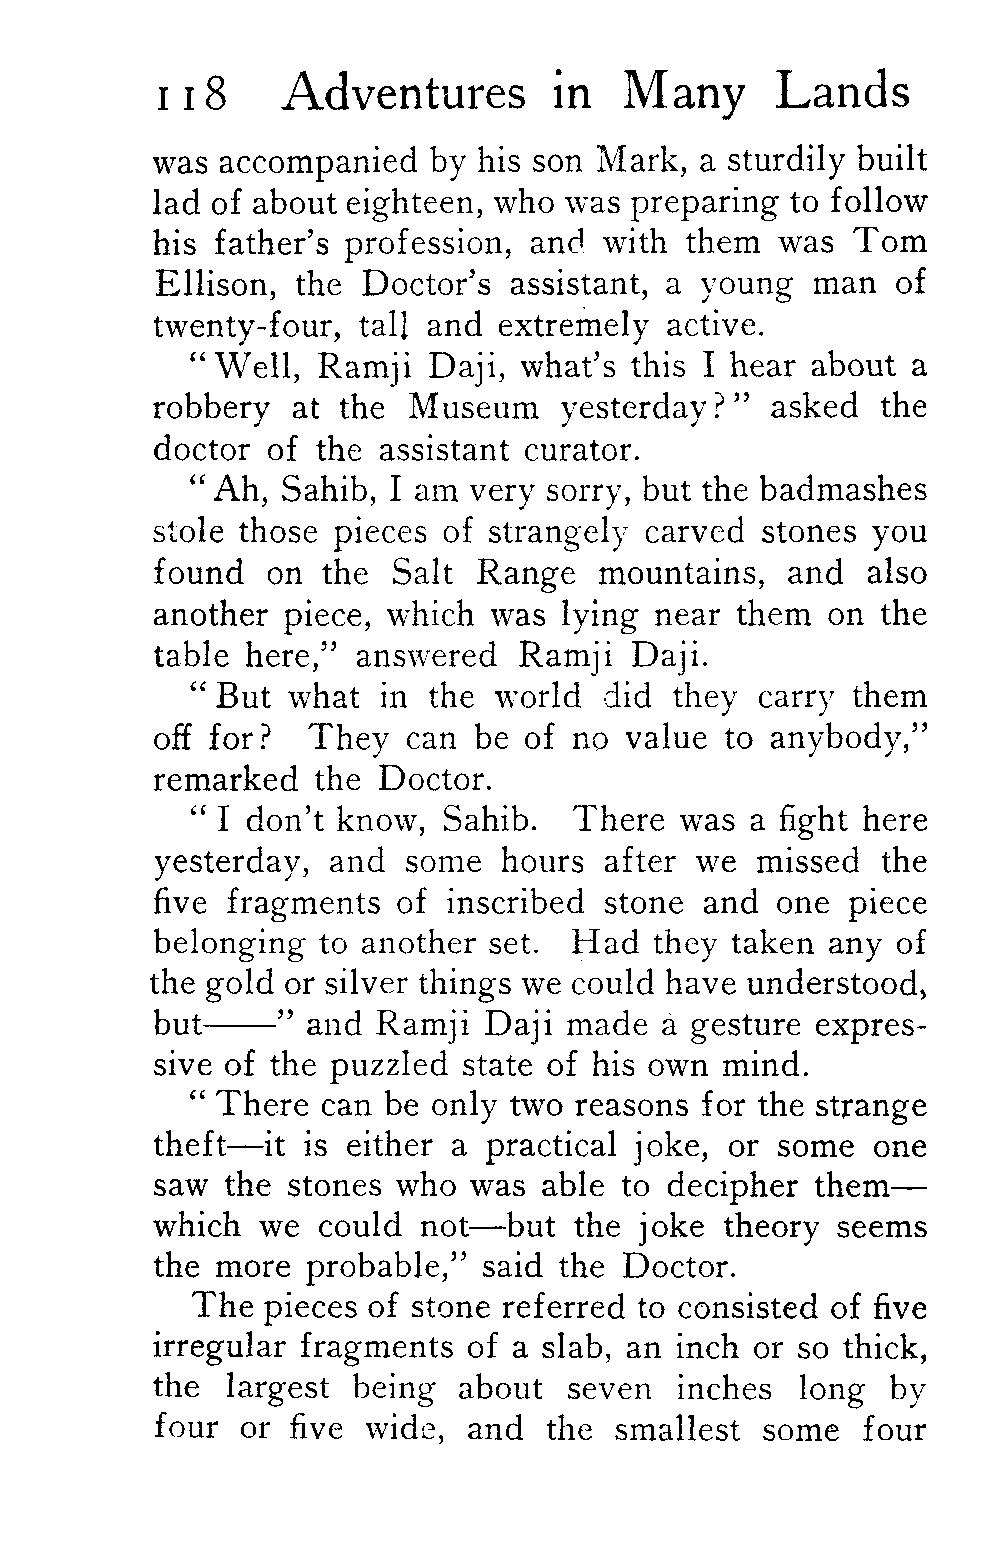 118 Adventures in Many Lands
was accompanied by his son Mark, a sturdily built
lad of about eighteen, who was preparing to follow
his father's profession, and with them was Tom
Ellison, the Doctor's assistant, a young man of
twenty-four, tall and extremely active.
"Well, Ramji Daji, what's this I hear about a
robbery at the Museum yesterday?" asked the
doctor of the assistant curator.
"Ah, Sahib, I am very sorry, but the badmashes
stole those pieces of strangely carved stones you
found on the Salt Range mountains, and also
another piece, which was lying near them on the
table here," answered Ramji Daji.
"But what in the world did they carry them
off for? They can be of no value to anybody,"
remarked the Doctor.
"I don't know, Sahib. There was a fight here
yesterday, and some hours after we missed the
five fragments of inscribed stone and one piece
belonging to another set. Had they taken any of
the gold or silver things we could have understood,
but——" and Ramji Daji made a gesture expres-
sive of the puzzled state of his own mind.
"There can be only two reasons for the strange
theft—it is either a practical joke, or some one
saw the stones who was able to decipher them—
which we could not—but the joke theory seems
the more probable," said the Doctor.
The pieces of stone referred to consisted of five
irregular fragments of a slab, an inch or so thick,
the largest being about seven inches long by
four or five wide, and the smallest some four